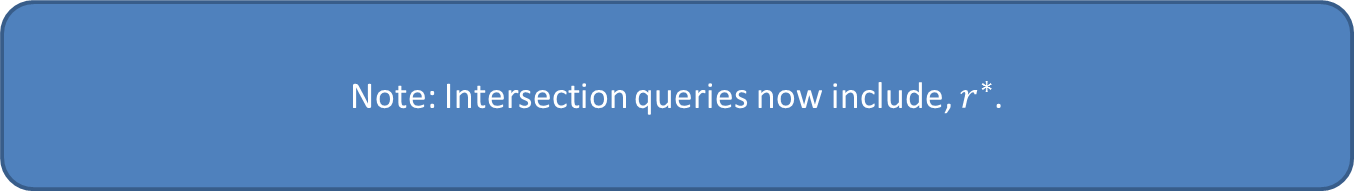 Note: Intersection queries now include, r*.